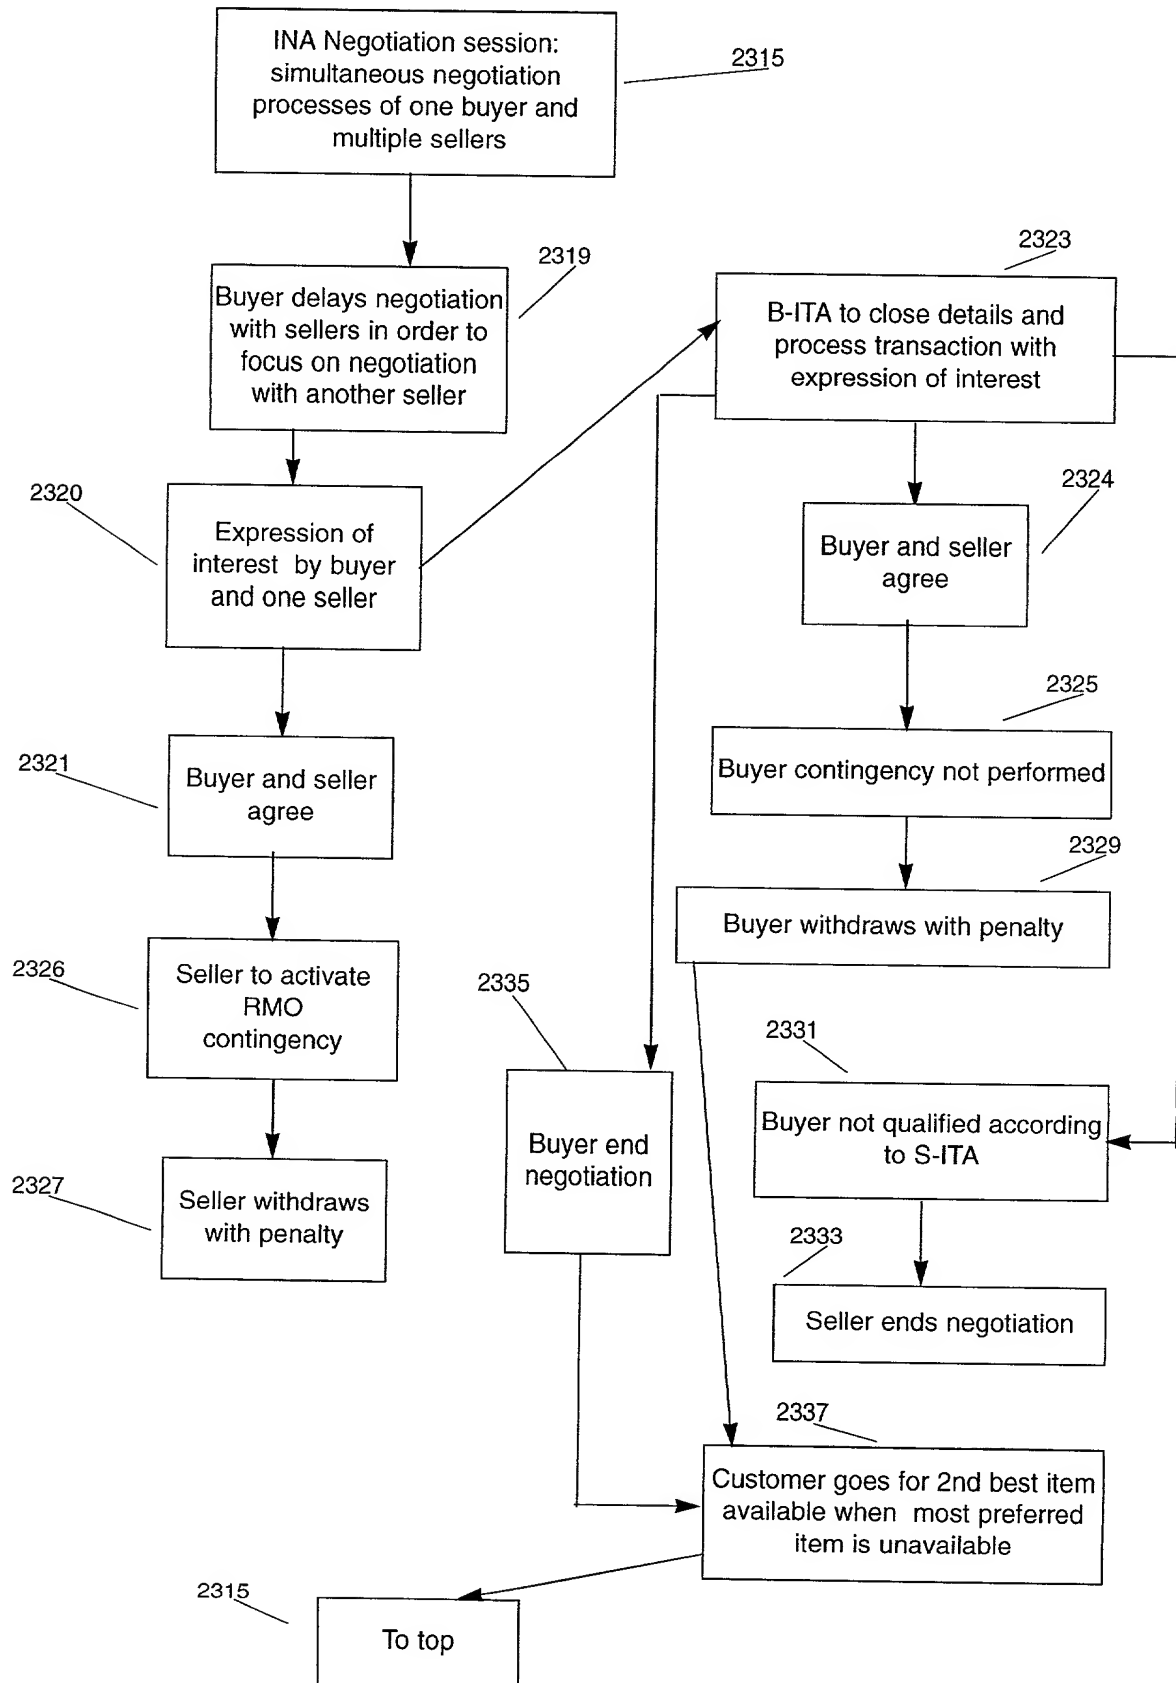 INA Negotiation session:
simultaneous negotiation
processes of one buyer and
multiple sellers
2315
2319
Buyer delays negotiation
with sellers in order to
focus on negotiation
with another seller
2323
B-ITA to close details and
process transaction with
expression of interest
2320
Expression of
interest by buyer
and one seller
2324
Buyer and seller
agree
2321
Buyer and seller
agree
2325
Buyer contingency not performed
2329
Buyer withdraws with penalty
2326
Seller to activate
RMO
contingency
2335
Buyer end
negotiation
2331
Buyer not qualified according
to S-ITA
2327
Seller withdraws
with penalty
2333
Seller ends negotiation
2337
Customer goes for 2nd best item
available when most preferred
item is unavailable
2315
To top